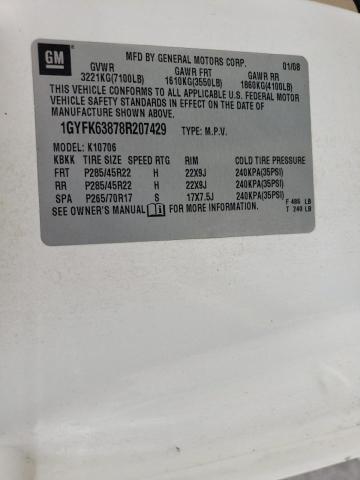 GM
MFD BY GENERAL MOTORS CORP. 01/08
GVWR GAWR FRT GAWR RR
3221KG(7100LB) 1610KG(3550LB) 1860KG(4100LB)
THIS VEHICLE CONFORMS TO ALL APPLICABLE U.S. FEDERAL MOTOR
VEHICLE SAFETY STANDARDS IN EFFECT ON THE DATE OF
MANUFACTURE SHOWN ABOVE.
1GYFK63878R207429 TYPE: M.P.V.
MODEL: K10706
KBKK TIRE SIZE SPEED RTG RIM COLD TIRE PRESSURE
FRT P285/45R22 H 22X9J 240KPA(35PSI)
RR P285/45R22 H 22X9J 240KPA(35PSI)
SPA P265/70R17 S 17X7.5J 240KPA(35PSI)
SEE OWNER'S MANUAL FOR MORE INFORMATION
F 485 LB
T 240 LB